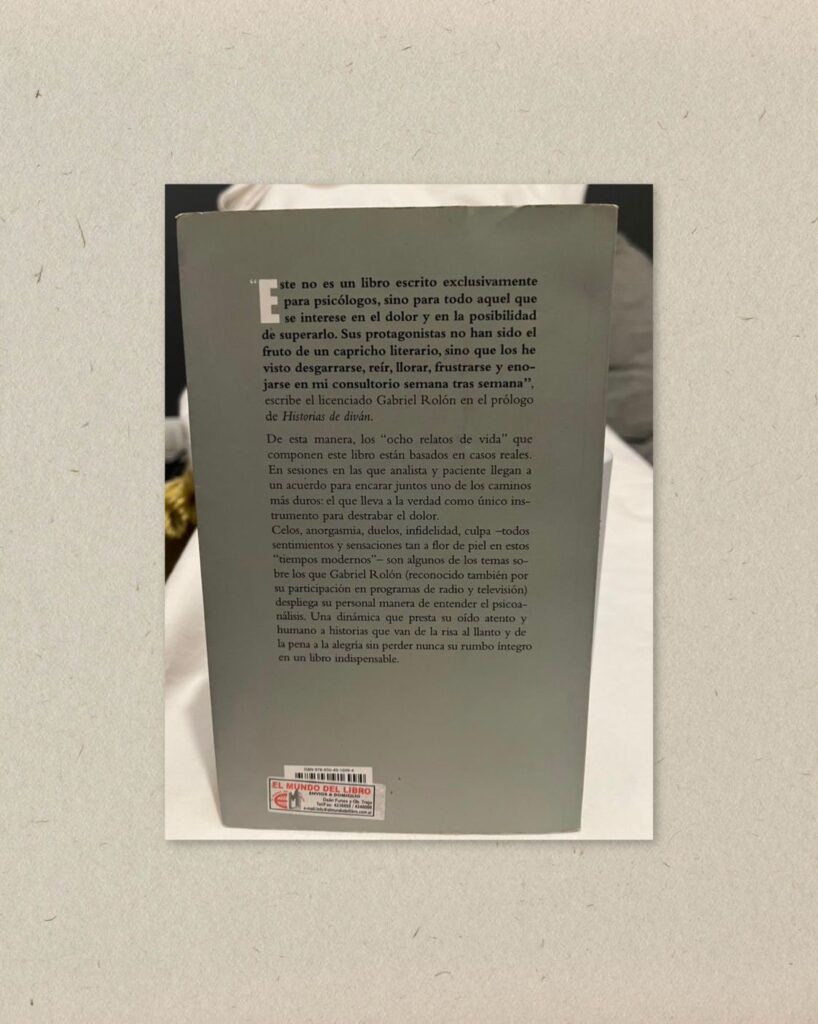 “Este no es un libro escrito exclusivamente
para psicólogos, sino para todo aquel que
se interese en el dolor y en la posibilidad
de superarlo. Sus protagonistas no han sido el
fruto de un capricho literario, sino que los he
visto desgarrarse, reír, llorar, frustrarse y eno-
jarse en mi consultorio semana tras semana”,
escribe el licenciado Gabriel Rolón en el prólogo
de Historias de diván.
De esta manera, los “ocho relatos de vida” que
componen este libro están basados en casos reales.
En sesiones en las que analista y paciente llegan a
un acuerdo para encarar juntos uno de los caminos
más duros: el que lleva a la verdad como único ins-
trumento para destrabar el dolor.
Celos, anorgasmia, duelos, infidelidad, culpa –todos
sentimientos y sensaciones tan a flor de piel en estos
“tiempos modernos”– son algunos de los temas so-
bre los que Gabriel Rolón (reconocido también por
su participación en programas de radio y televisión)
despliega su personal manera de entender el psicoa-
nálisis. Una dinámica que presta su oído atento y
humano a historias que van de la risa al llanto y de
la pena a la alegría sin perder nunca su rumbo íntegro
en un libro indispensable.
EL MUNDO DEL LIBRO
ENVIOS A DOMICILIO
Deán Funes y Ob. Trejo